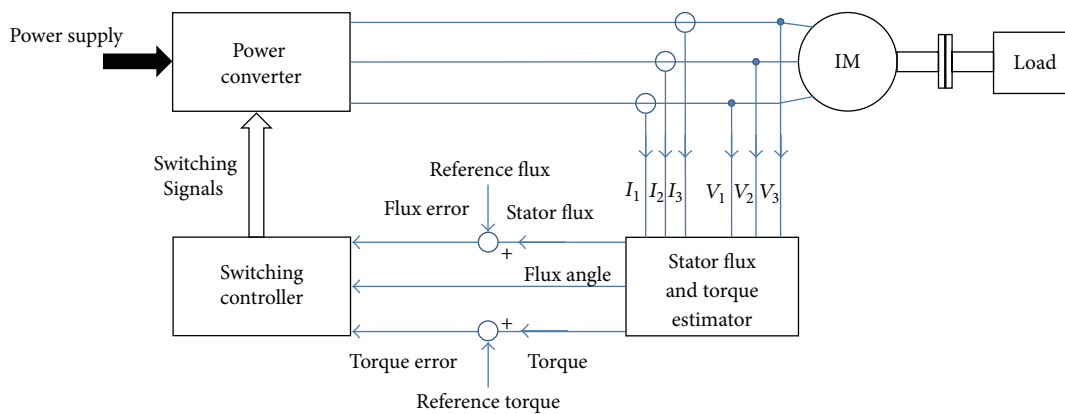 Power supply
Power
converter
IM
Load
Switching
Signals
I1 I2 I3 V1 V2 V3
Reference flux
Flux error
Stator flux
+
Switching
controller
Flux angle
Stator flux
and torque
estimator
+
Torque error
Torque
Reference torque